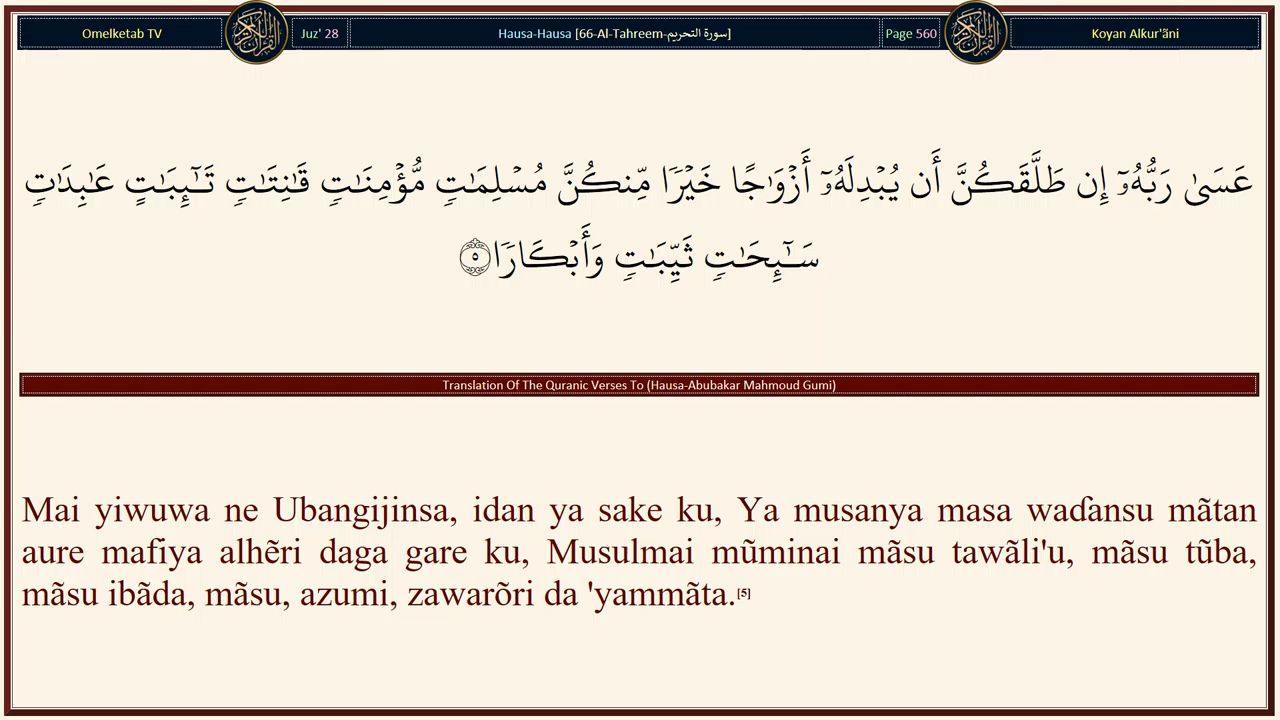 Omelketab TV
Juz' 28
Hausa-Hausa [66-Al-Tahreem-سورة التحريم]
Page 560
Koyan Alƙur'ãni
عَسَىٰ رَبُّهُۥٓ إِن طَلَّقَكُنَّ أَن يُبْدِلَهُۥٓ أَزْوَٰجًا خَيْرًا مِّنكُنَّ مُسْلِمَٰتٍ مُّؤْمِنَٰتٍ قَٰنِتَٰتٍ تَٰٓئِبَٰتٍ عَٰبِدَٰتٍ
سَٰٓئِحَٰتٍ ثَيِّبَٰتٍ وَأَبْكَارًا ٥
Translation Of The Quranic Verses To (Hausa-Abubakar Mahmoud Gumi)
Mai yiwuwa ne Ubangijinsa, idan ya sake ku, Ya musanya masa waɗansu mãtan
aure mafiya alhẽri daga gare ku, Musulmai mũminai mãsu tawãli'u, mãsu tũba,
mãsu ibãda, mãsu, azumi, zawarõri da 'yammãta.[5]